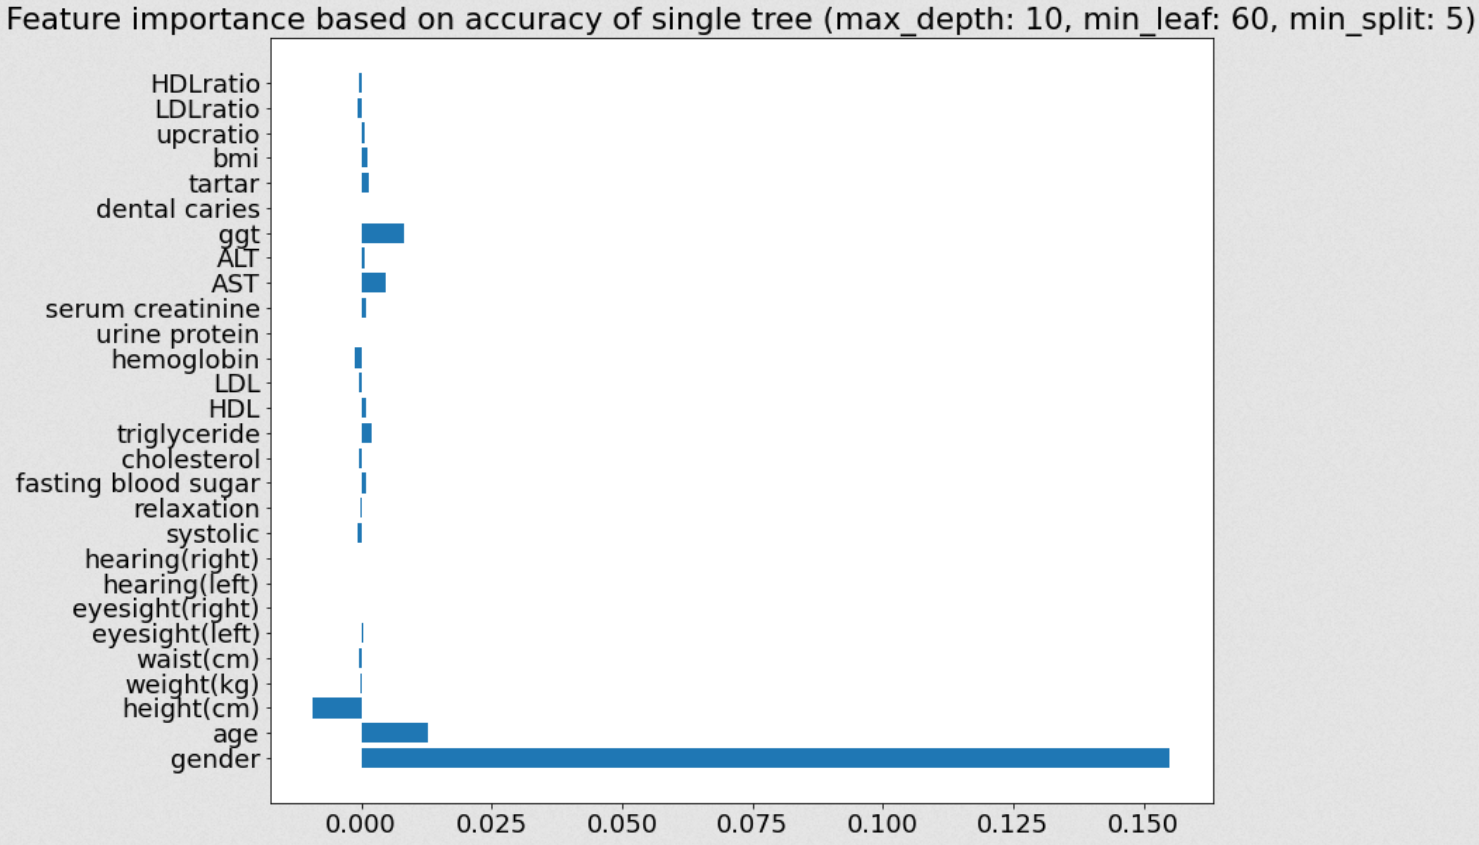 Feature importance based on accuracy of single tree (max_depth: 10, min_leaf: 60, min_split: 5)
HDLratio
LDLratio
upcratio
bmi
tartar
dental caries
ggt
ALT
AST
serum creatinine
urine protein
hemoglobin
LDL
HDL
triglyceride
cholesterol
fasting blood sugar
relaxation
systolic
hearing(right)
hearing(left)
eyesight(right)
eyesight(left)
waist(cm)
weight(kg)
height(cm)
age
gender
0.000 0.025 0.050 0.075 0.100 0.125 0.150